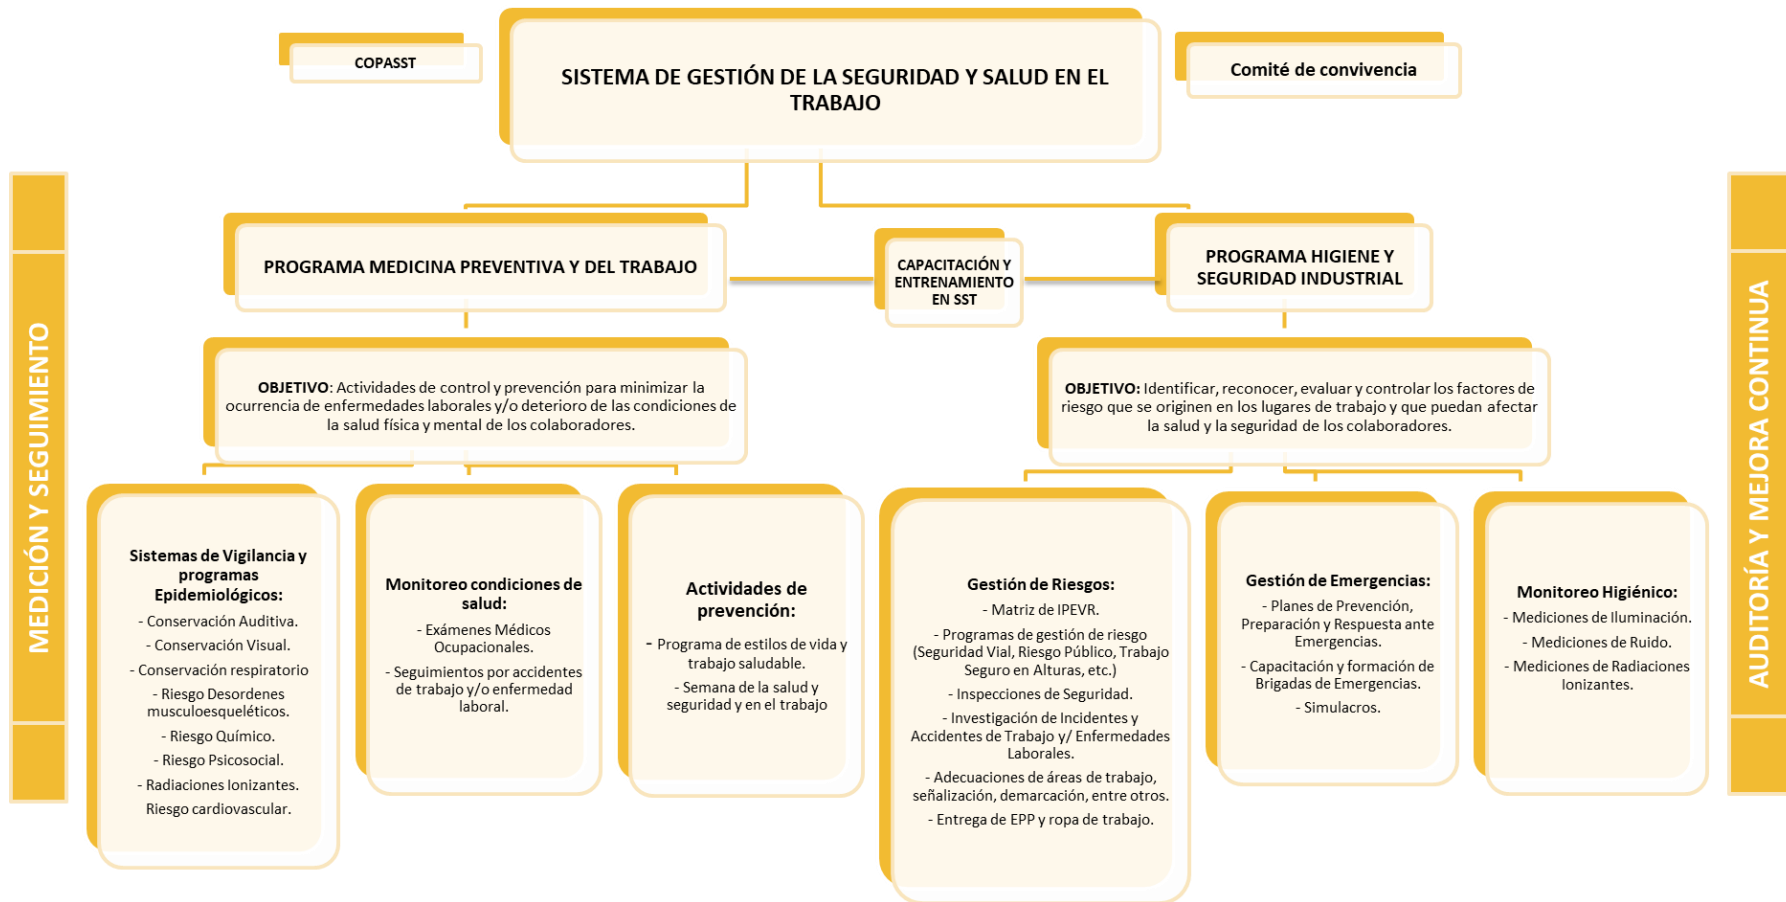 COPASST
SISTEMA DE GESTIÓN DE LA SEGURIDAD Y SALUD EN EL
TRABAJO
Comité de convivencia
MEDICIÓN Y SEGUIMIENTO
PROGRAMA MEDICINA PREVENTIVA Y DEL TRABAJO
CAPACITACIÓN Y
ENTRENAMIENTO
EN SST
PROGRAMA HIGIENE Y
SEGURIDAD INDUSTRIAL
AUDITORÍA Y MEJORA CONTINUA
OBJETIVO: Actividades de control y prevención para minimizar la
ocurrencia de enfermedades laborales y/o deterioro de las condiciones de
la salud física y mental de los colaboradores.
OBJETIVO: Identificar, reconocer, evaluar y controlar los factores de
riesgo que se originen en los lugares de trabajo y que puedan afectar
la salud y la seguridad de los colaboradores.
Sistemas de Vigilancia y
programas
Epidemiológicos:
- Conservación Auditiva.
- Conservación Visual.
- Conservación respiratorio
- Riesgo Desordenes
musculoesqueléticos.
- Riesgo Químico.
- Riesgo Psicosocial.
- Radiaciones Ionizantes.
Riesgo cardiovascular.
Monitoreo condiciones de
salud:
- Exámenes Médicos
Ocupacionales.
- Seguimientos por accidentes
de trabajo y/o enfermedad
laboral.
Actividades de
prevención:
- Programa de estilos de vida y
trabajo saludable.
- Semana de la salud y
seguridad y en el trabajo
Gestión de Riesgos:
- Matriz de IPEVR.
- Programas de gestión de riesgo
(Seguridad Vial, Riesgo Público, Trabajo
Seguro en Alturas, etc.)
- Inspecciones de Seguridad.
- Investigación de Incidentes y
Accidentes de Trabajo y/ Enfermedades
Laborales.
- Adecuaciones de áreas de trabajo,
señalización, demarcación, entre otros.
- Entrega de EPP y ropa de trabajo.
Gestión de Emergencias:
- Planes de Prevención,
Preparación y Respuesta ante
Emergencias.
- Capacitación y formación de
Brigadas de Emergencias.
- Simulacros.
Monitoreo Higiénico:
- Mediciones de Iluminación.
- Mediciones de Ruido.
- Mediciones de Radiaciones
Ionizantes.